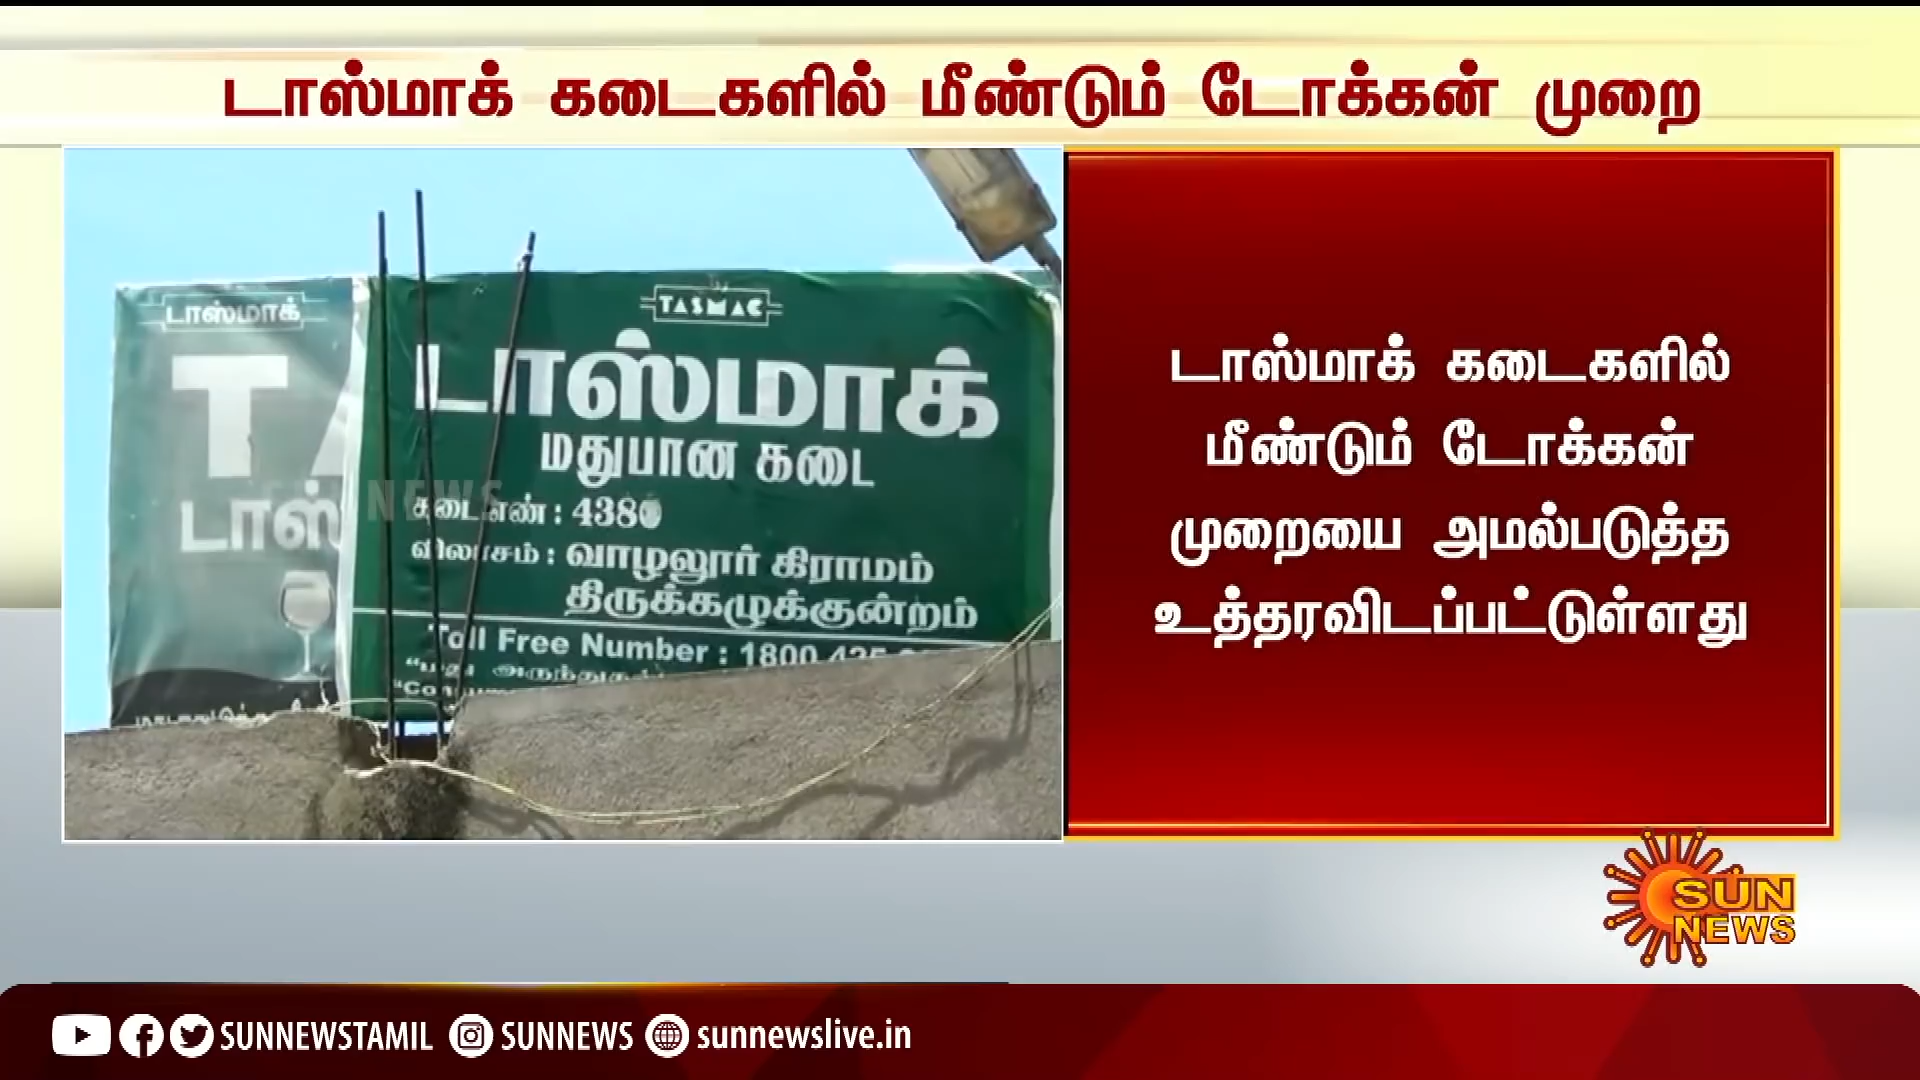 டாஸ்மாக் கடைகளில் மீண்டும் டோக்கன் முறை
டாஸ்மாக்
T
டாஸ்
TASMAC
டாஸ்மாக்
மதுபான கடை
கடை எண் : 4380
விலாசம் : வாழலூர் கிராமம்
திருக்கழுக்குன்றம்
Toll Free Number : 1800 425
டாஸ்மாக் கடைகளில்
மீண்டும் டோக்கன்
முறையை அமல்படுத்த
உத்தரவிடப்பட்டுள்ளது
SUN
NEWS
SUNNEWSTAMIL SUNNEWS sunnewslive.in